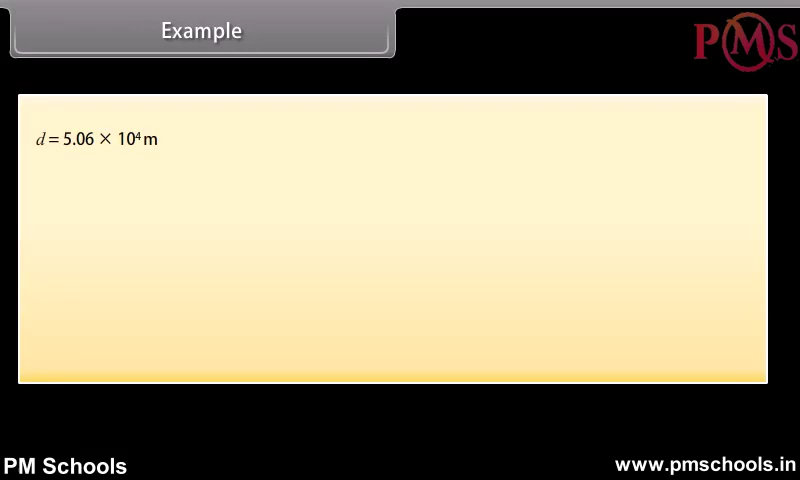 Example
PMS
d = 5.06 × 10⁴ m
PM Schools
www.pmschools.in